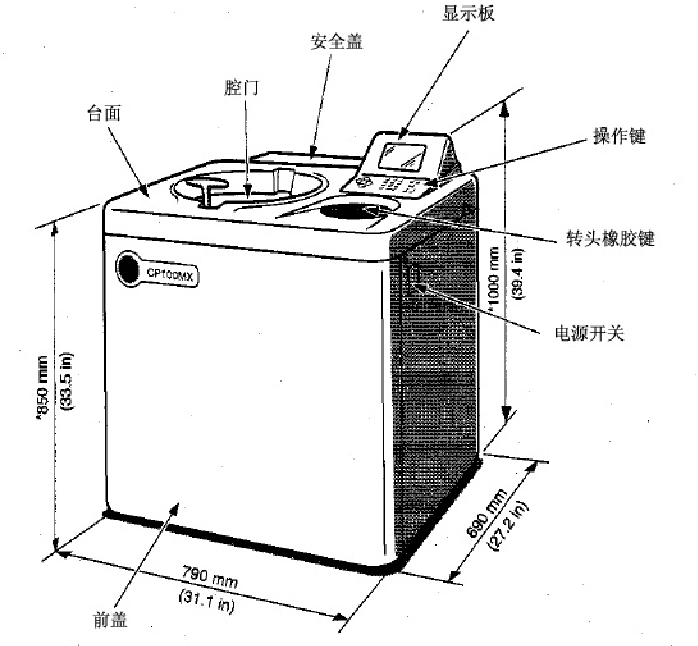 显示板
安全盖
腔门
台面
操作键
转头橡胶键
*1000 mm
(39.4 in)
CP100MX
电源开关
*850 mm
(33.5 in)
690 mm
(27.2 in)
790 mm
(31.1 in)
前盖